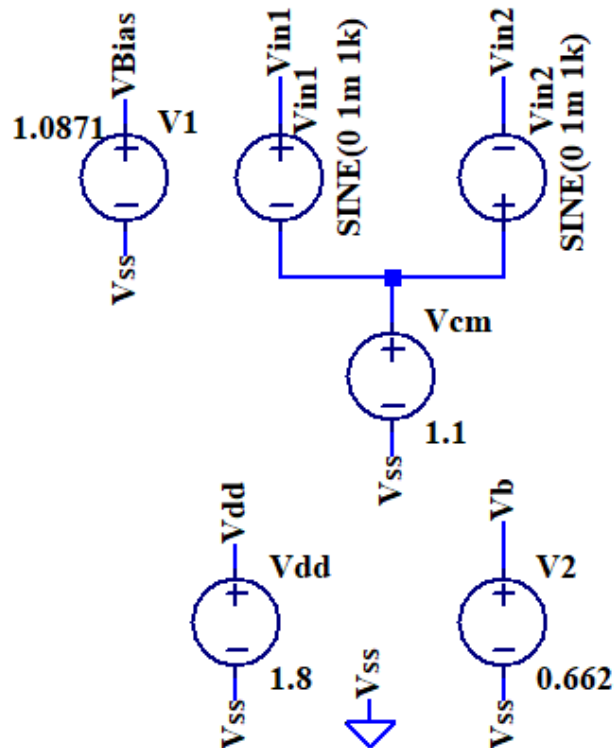 VBias
1.0871
V1
Vss
Vin1
Vin1
SINE(0 1m 1k)
Vin2
Vin2
SINE(0 1m 1k)
Vcm
1.1
Vss
Vdd
Vdd
1.8
Vss
Vss
Vb
V2
0.662
Vss